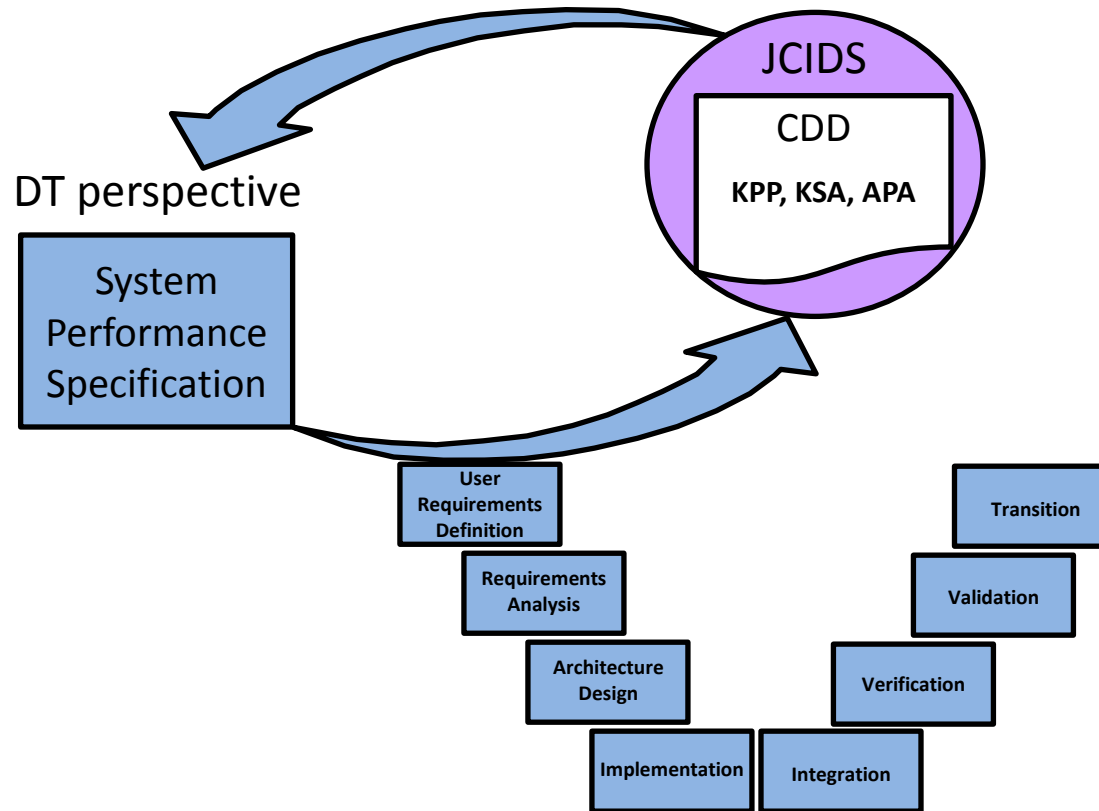 JCIDS
CDD
KPP, KSA, APA
DT perspective
System
Performance
Specification
User
Requirements
Definition
Requirements
Analysis
Architecture
Design
Implementation
Integration
Verification
Validation
Transition